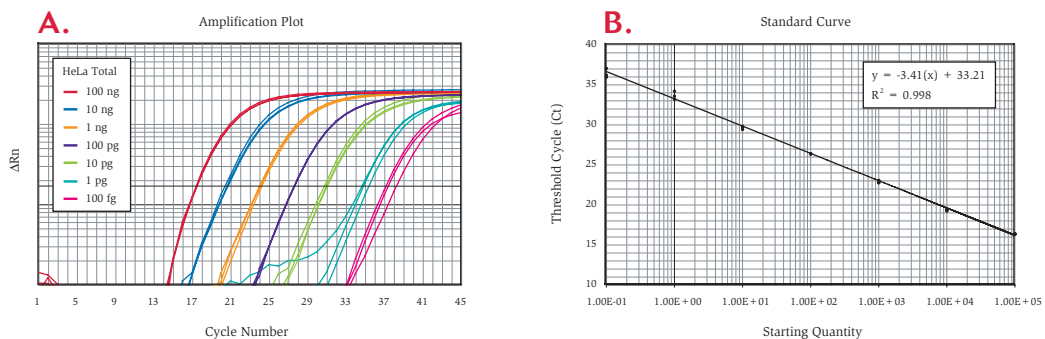 A.
Amplification Plot
HeLa Total
100 ng
10 ng
1 ng
100 pg
10 pg
1 pg
100 fg
ΔRn
1 5 9 13 14 21 25 29 33 37 41 45
Cycle Number
B.
Standard Curve
y = -3.41(x) + 33.21
R² = 0.998
Threshold Cycle (Ct)
40
35
30
25
20
15
10
1.00E-01 1.00E+0 1.00E+01 1.00E+02 1.00E+03 1.00E+04 1.00E+05
Starting Quantity